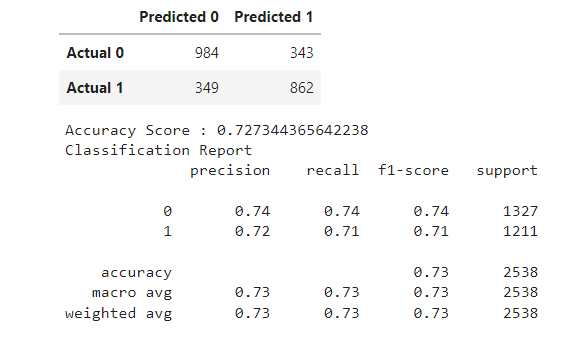 Predicted 0 Predicted 1
Actual 0 984 343
Actual 1 349 862
Accuracy Score : 0.727344365642238
Classification Report
precision recall f1-score support
0 0.74 0.74 0.74 1327
1 0.72 0.71 0.71 1211
accuracy 0.73 2538
macro avg 0.73 0.73 0.73 2538
weighted avg 0.73 0.73 0.73 2538